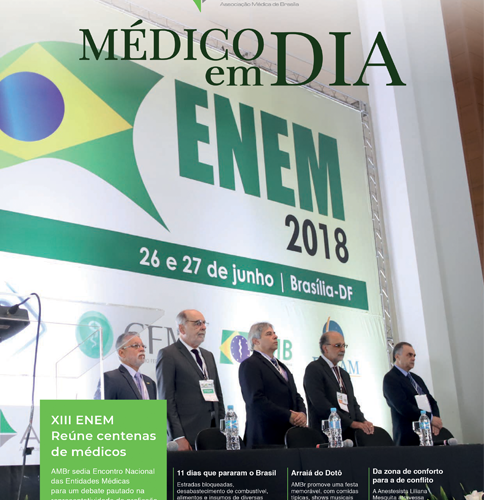 Associação Médica de Brasília
MÉDICO
em DIA
ENEM
2018
26 e 27 de junho | Brasília-DF
XIII ENEM
Reúne centenas
de médicos
AMBr sedia Encontro Nacional
das Entidades Médicas
para um debate pautado na
11 dias que pararam o Brasil
Estradas bloqueadas,
desabastecimento de combustível,
alimentos e insumos de diversas
Arraiá do Dotô
AMBr promove uma festa
memorável, com comidas
típicas, shows musicais
Da zona de conforto
para a de conflito
A Anestesista Liliana
Mesquita